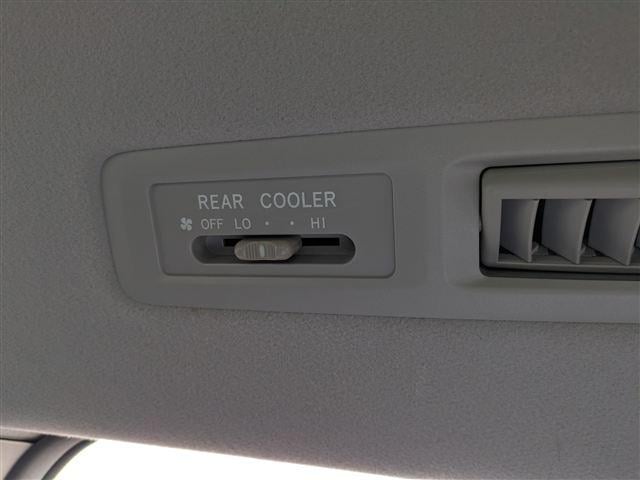 REAR COOLER
OFF LO · · HI